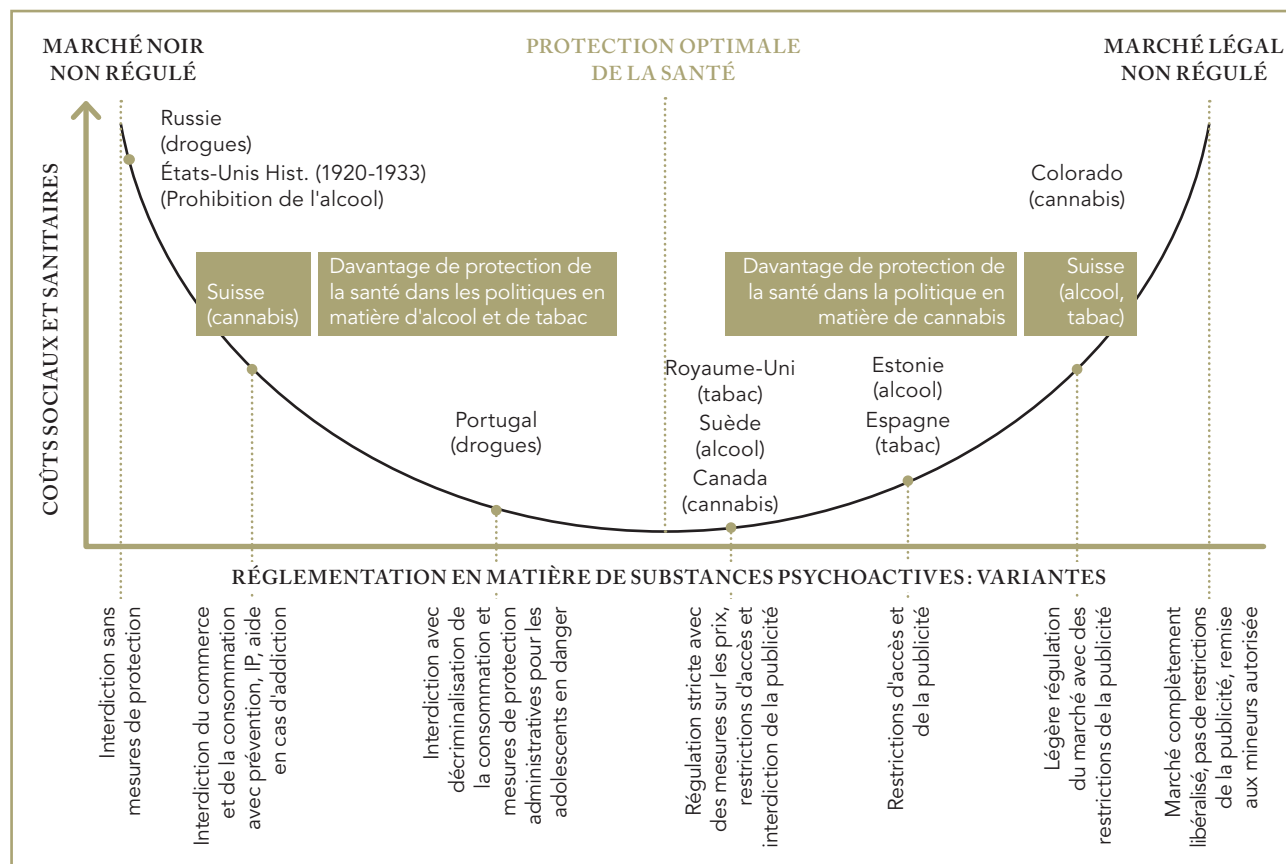 MARCHÉ NOIR
NON RÉGULÉ
PROTECTION OPTIMALE
DE LA SANTÉ
MARCHÉ LÉGAL
NON RÉGULÉ
COÛTS SOCIAUX ET SANITAIRES
Russie
(drogues)
États-Unis Hist. (1920-1933)
(Prohibition de l'alcool)
Colorado
(cannabis)
Suisse
(cannabis)
Davantage de protection de
la santé dans les politiques en
matière d'alcool et de tabac
Davantage de protection de
la santé dans la politique en
matière de cannabis
Suisse
(alcool,
tabac)
Portugal
(drogues)
Royaume-Uni
(tabac)
Suède
(alcool)
Canada
(cannabis)
Estonie
(alcool)
Espagne
(tabac)
RÉGLEMENTATION EN MATIÈRE DE SUBSTANCES PSYCHOACTIVES : VARIANTES
Interdiction sans
mesures de protection
Interdiction du commerce
et de la consommation
avec prévention, IP, aide
en cas d'addiction
Interdiction avec
décriminalisation de
la consommation et
mesures de protection
administratives pour les
adolescents en danger
Régulation stricte avec
des mesures sur les prix,
restrictions d'accès et
interdiction de la publicité
Restrictions d'accès et
de la publicité
Légère régulation
du marché avec des
restrictions de la publicité
Marché complètement
libéralisé, pas de restrictions
de la publicité, remise
aux mineurs autorisée